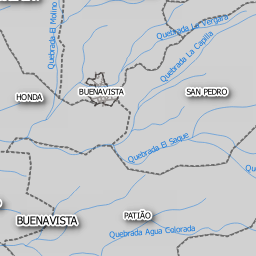 Quebrada El Molino
Quebrada La
Quebrada La Capilla
BUENAVISTA
HONDA
SAN PEDRO
Quebrada El Saque
BUENAVISTA
PATIÃO
Quebrada Agua Colorada